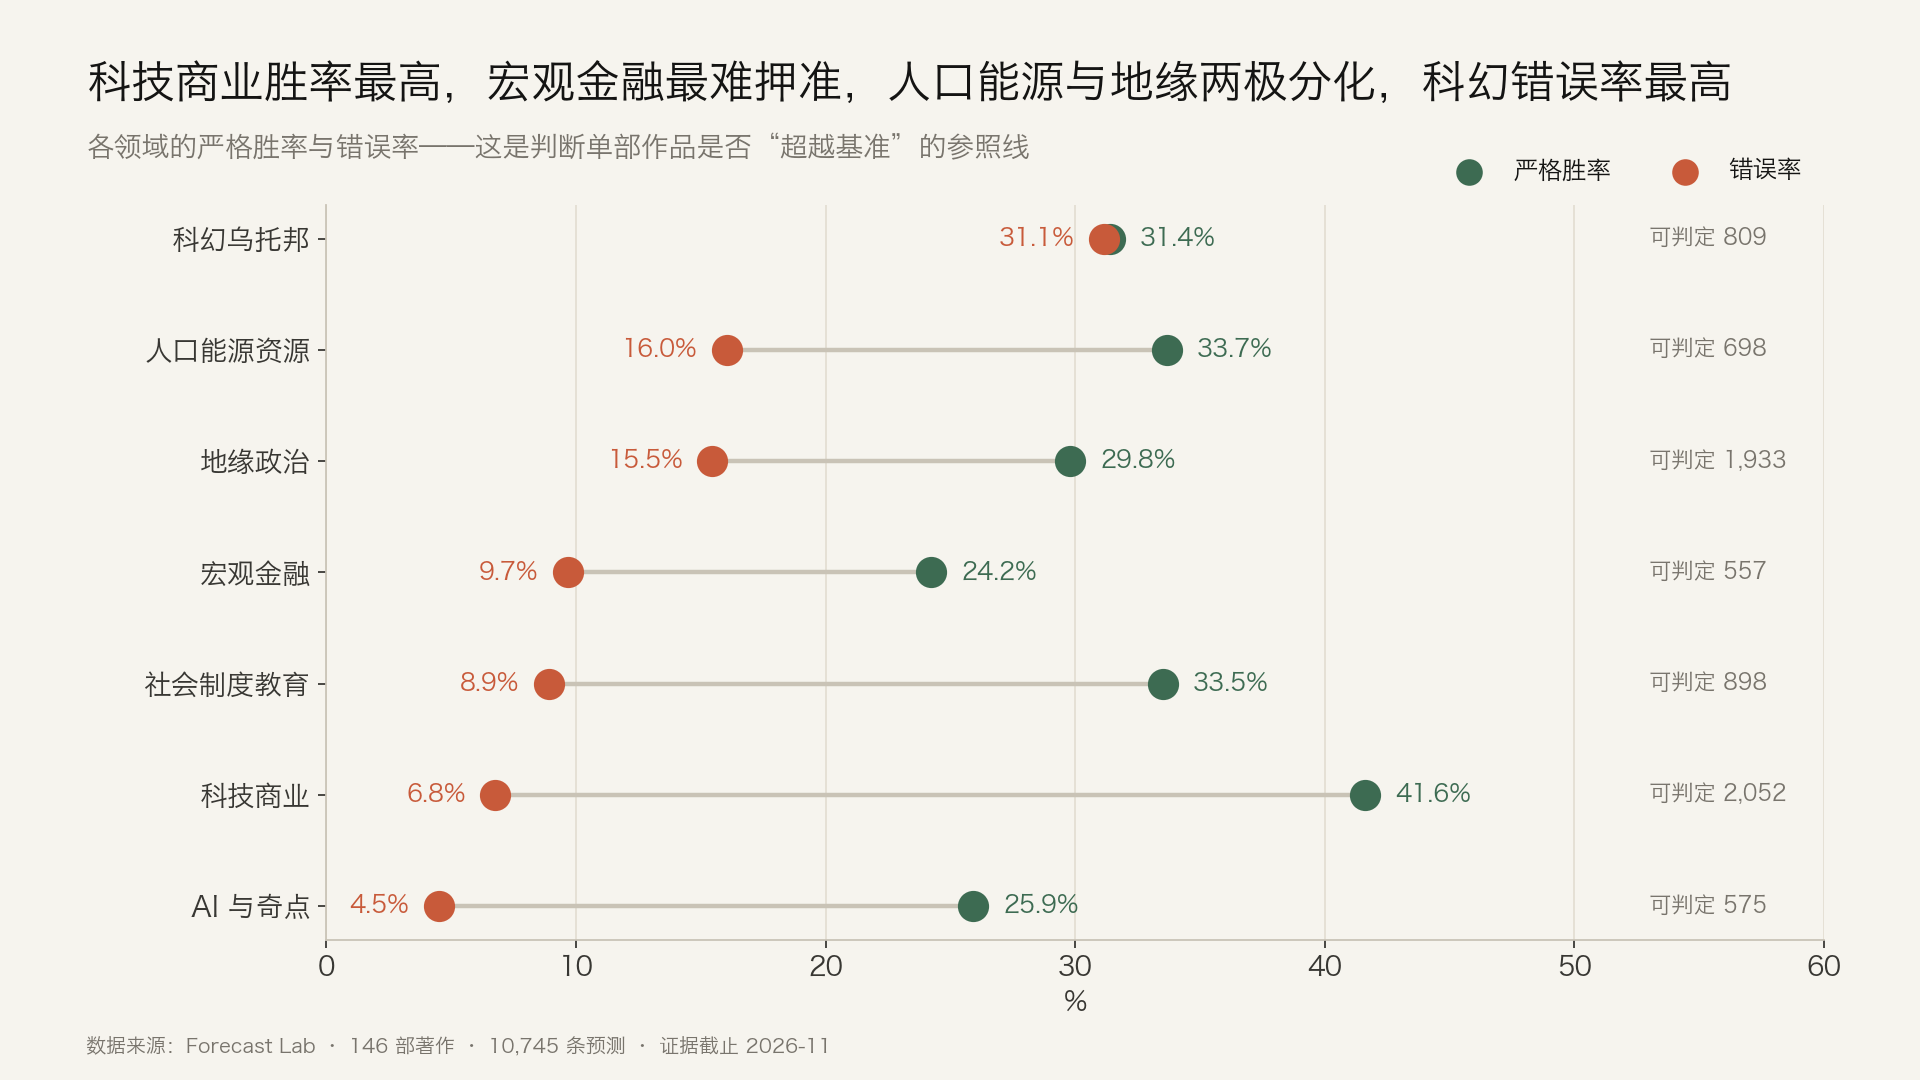 科技商业胜率最高，宏观金融最难押准，人口能源与地缘两极分化，科幻错误率最高
各领域的严格胜率与错误率——这是判断单部作品是否“超越基准”的参照线
严格胜率 错误率
科幻乌托邦 31.1% 31.4% 可判定 809
人口能源资源 16.0% 33.7% 可判定 698
地缘政治 15.5% 29.8% 可判定 1,933
宏观金融 9.7% 24.2% 可判定 557
社会制度教育 8.9% 33.5% 可判定 898
科技商业 6.8% 41.6% 可判定 2,052
AI 与奇点 4.5% 25.9% 可判定 575
0 10 20 30 40 50 60
%
数据来源：Forecast Lab · 146 部著作 · 10,745 条预测 · 证据截止 2026-11